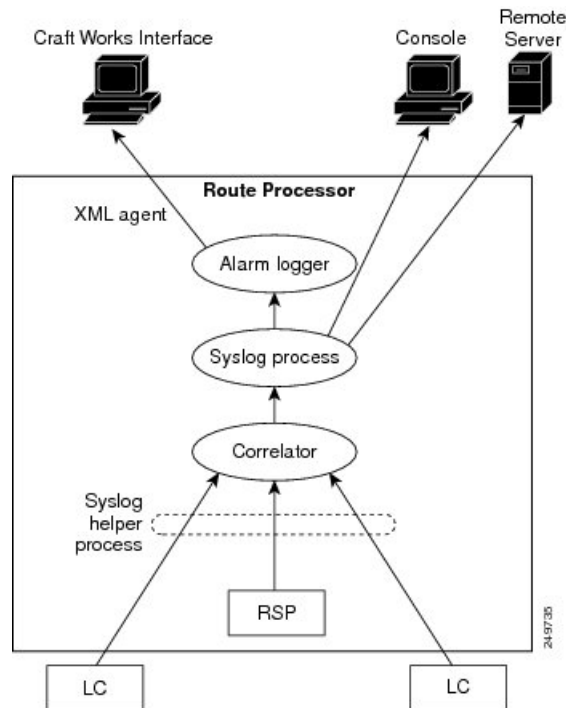 Remote
Server
Craft Works Interface
Console
Route Processor
XML agent
Alarm logger
Syslog process
Correlator
Syslog
helper
process
RSP
249735
LC
LC